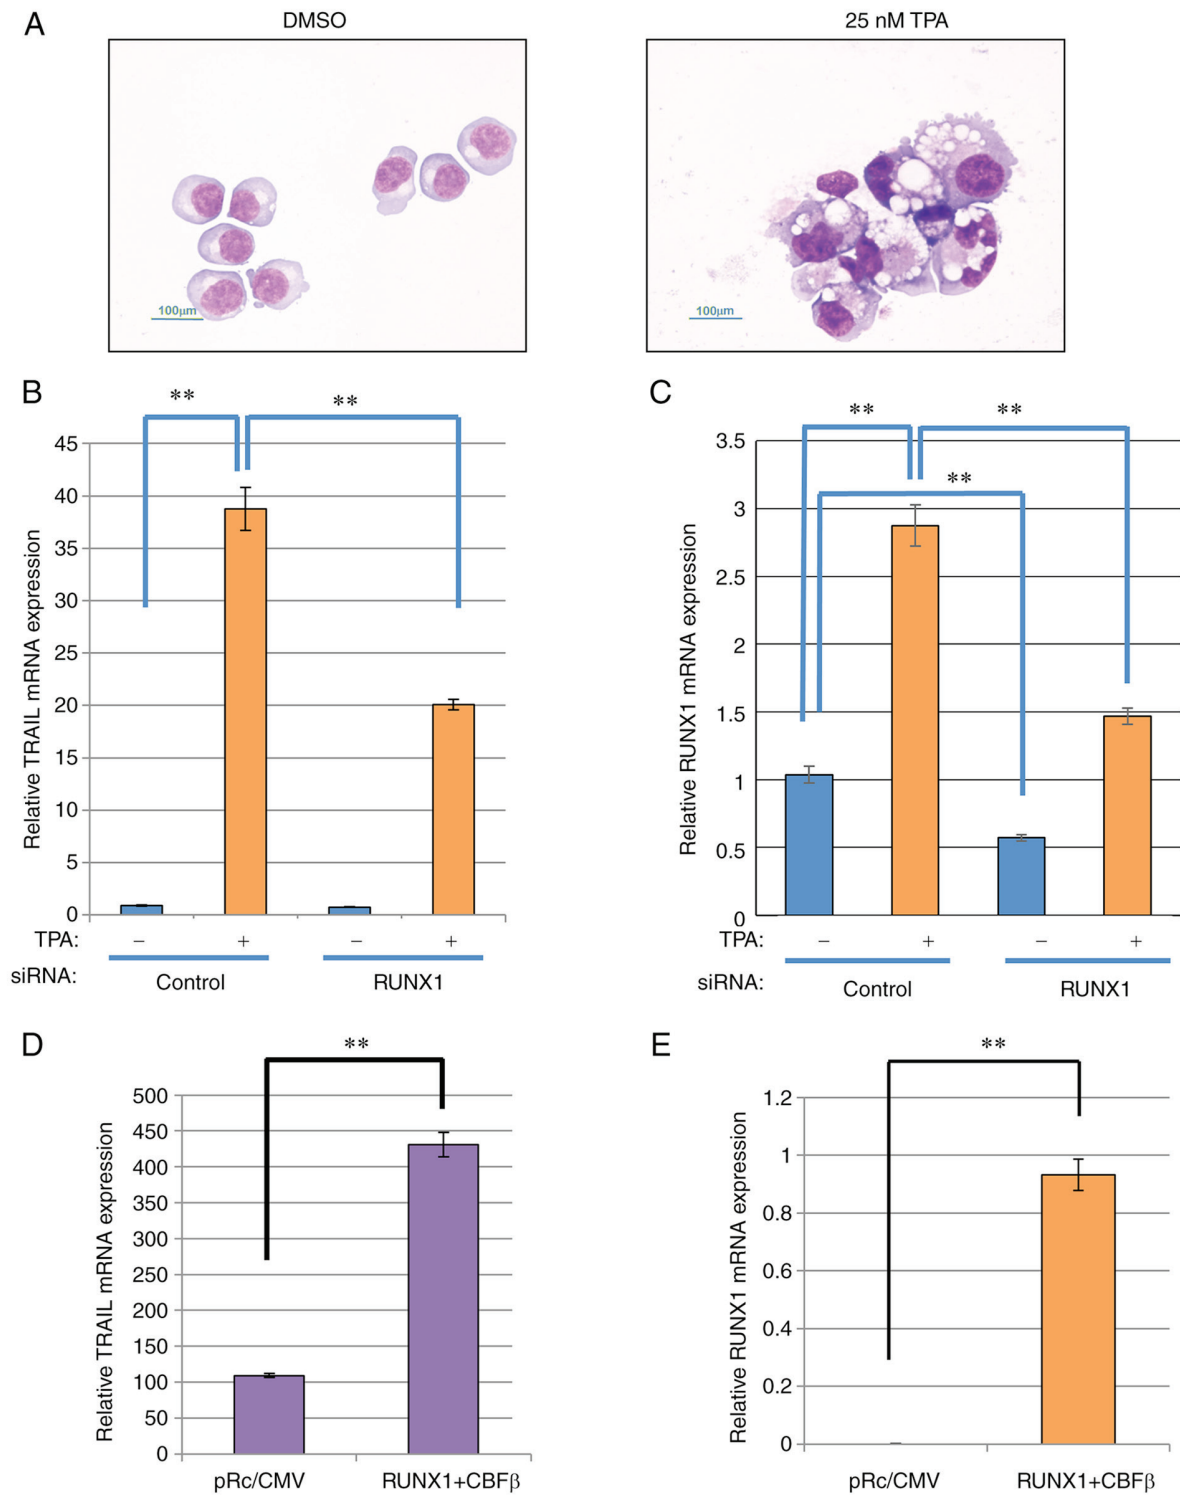 A
DMSO
25 nM TPA
100µm
100µm
B
**
**
Relative TRAIL mRNA expression
45
40
35
30
25
20
15
10
5
0
TPA:
−
+
−
+
siRNA:
Control
RUNX1
C
**
**
**
Relative RUNX1 mRNA expression
3.5
3
2.5
2
1.5
1
0.5
0
TPA:
−
+
−
+
siRNA:
Control
RUNX1
D
**
Relative TRAIL mRNA expression
500
450
400
350
300
250
200
150
100
50
0
pRc/CMV
RUNX1+CBFβ
E
**
Relative RUNX1 mRNA expression
1.2
1
0.8
0.6
0.4
0.2
0
pRc/CMV
RUNX1+CBFβ